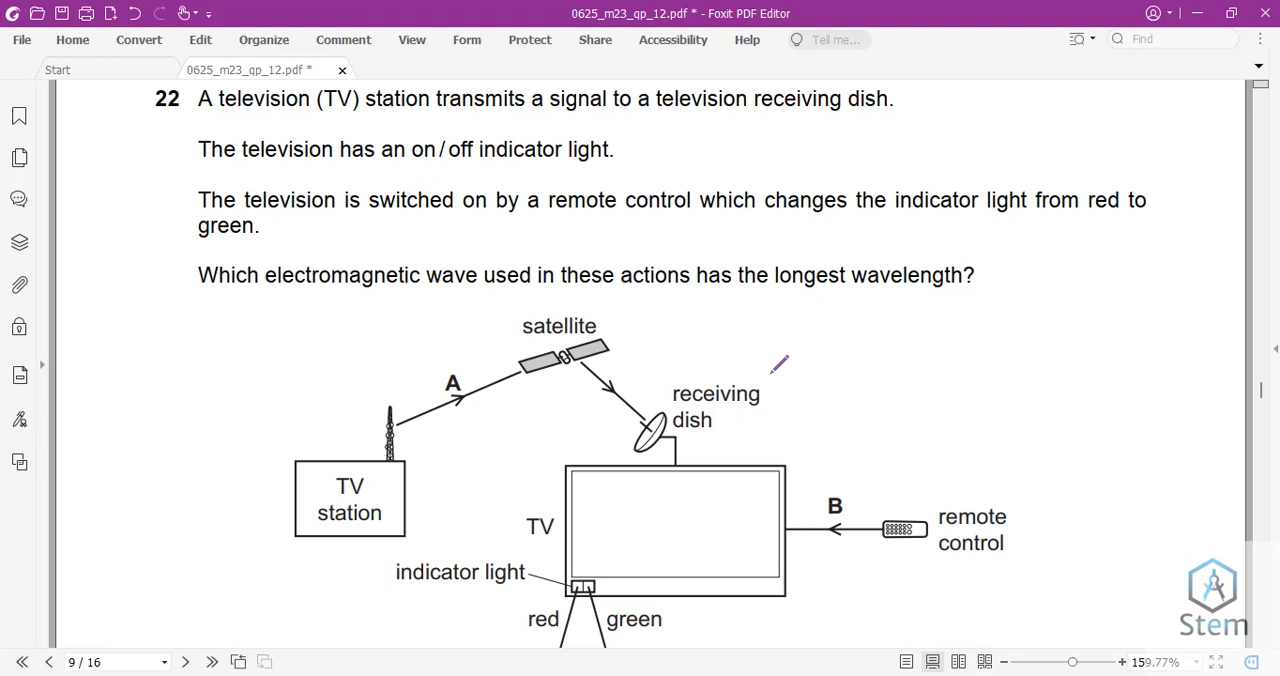 0625_m23_qp_12.pdf * - Foxit PDF Editor
File Home Convert Edit Organize Comment View Form Protect Share Accessibility Help Tell me... Find
Start 0625_m23_qp_12.pdf *
22 A television (TV) station transmits a signal to a television receiving dish.
The television has an on/off indicator light.
The television is switched on by a remote control which changes the indicator light from red to
green.
Which electromagnetic wave used in these actions has the longest wavelength?
satellite
A
receiving
dish
TV
station
TV
B
remote
control
indicator light
red green
Stem
9 / 16
159.77%